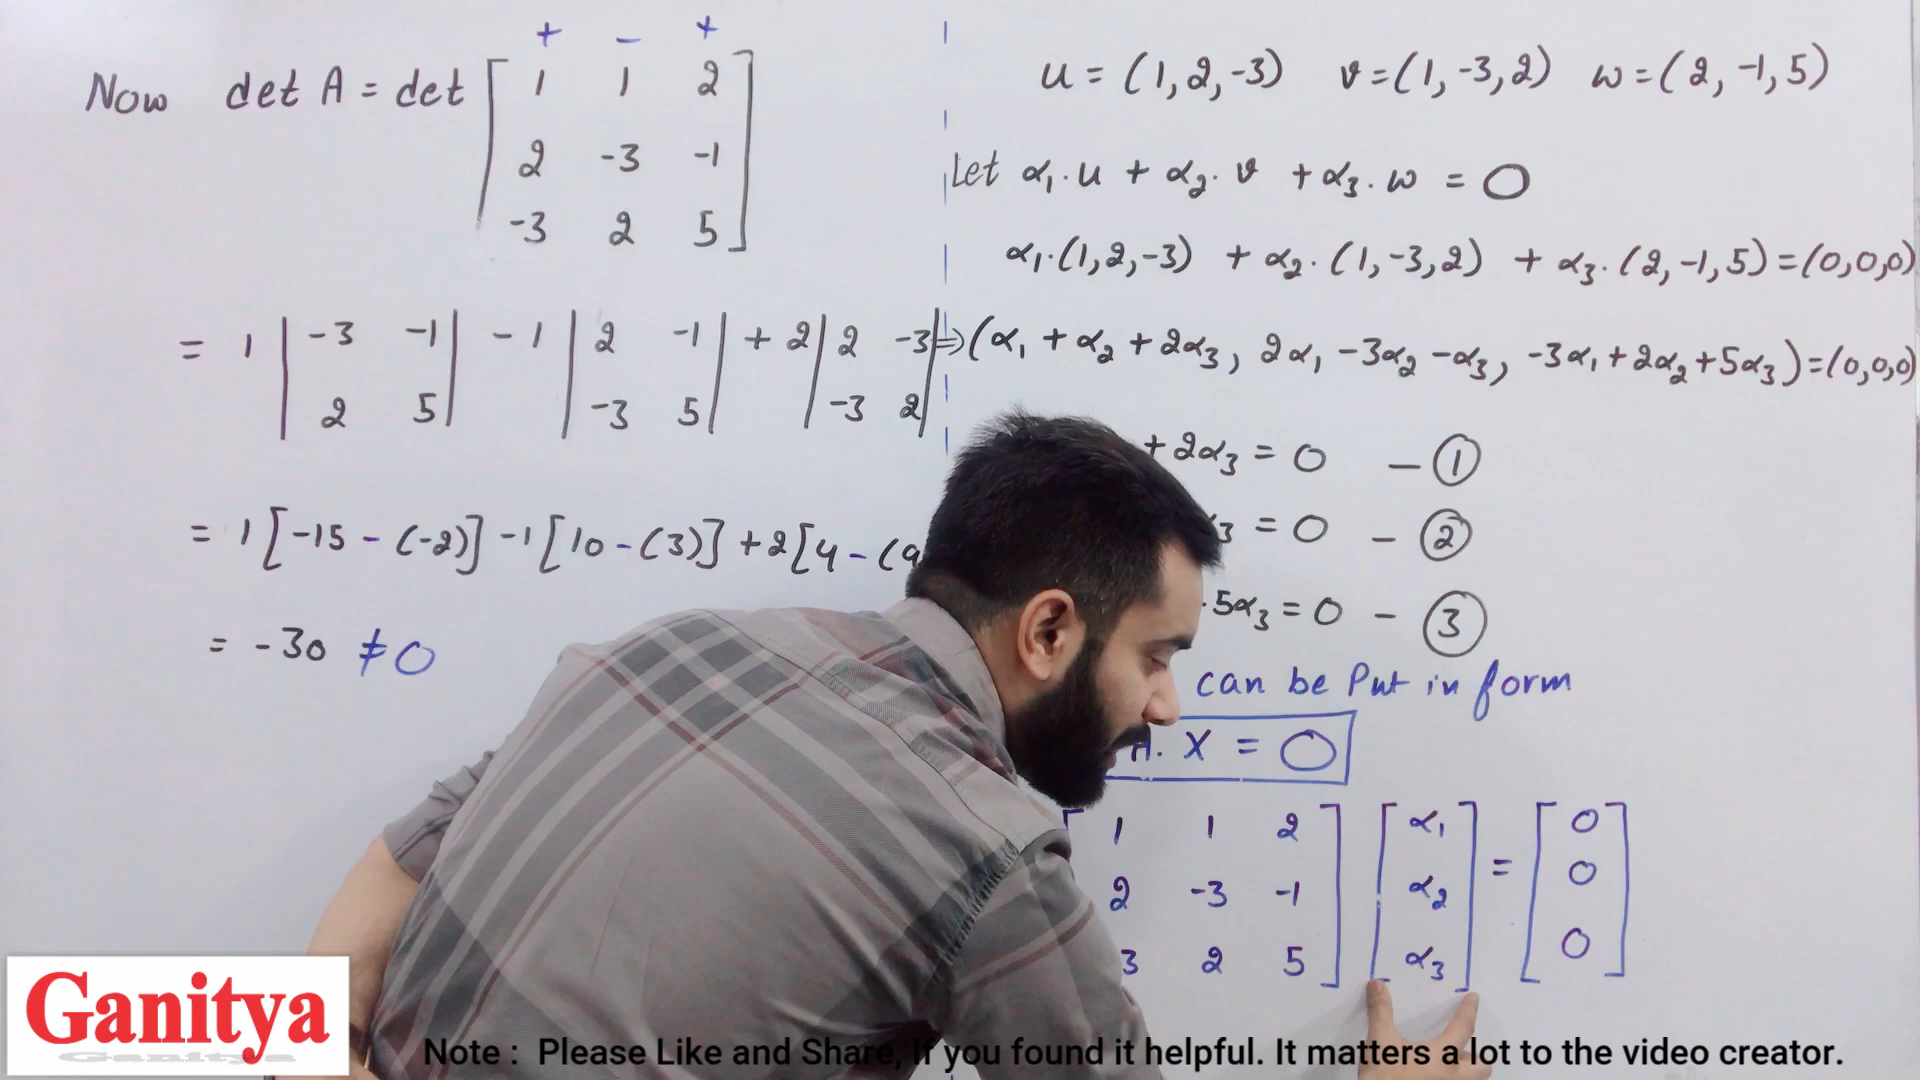 + - +
Now det A = det [ 1 1 2
2 -3 -1
-3 2 5 ]
= 1 | -3 -1 | - 1 | 2 -1 | + 2 | 2 -3 |
2 5 -3 5 -3 2
= 1 [-15 - (-2)] -1 [10 - (3)] +2 [4 - (9
= -30 ≠ 0
u = (1, 2, -3) v = (1, -3, 2) w = (2, -1, 5)
Let α₁. u + α₂. v + α₃. w = 0
α₁.(1, 2, -3) + α₂. (1, -3, 2) + α₃. (2, -1, 5) = (0, 0, 0)
⇒ (α₁ + α₂ + 2α₃, 2α₁ - 3α₂ - α₃, -3α₁ + 2α₂ + 5α₃) = (0, 0, 0)
+ 2α₃ = 0 - ①
₃ = 0 - ②
5α₃ = 0 - ③
can be Put in form
A. X = 0
[ 1 1 2 ] [ α₁ ] = [ 0 ]
2 -3 -1 α₂ 0
3 2 5 α₃ 0
Ganitya
Note : Please Like and Share, If you found it helpful. It matters a lot to the video creator.